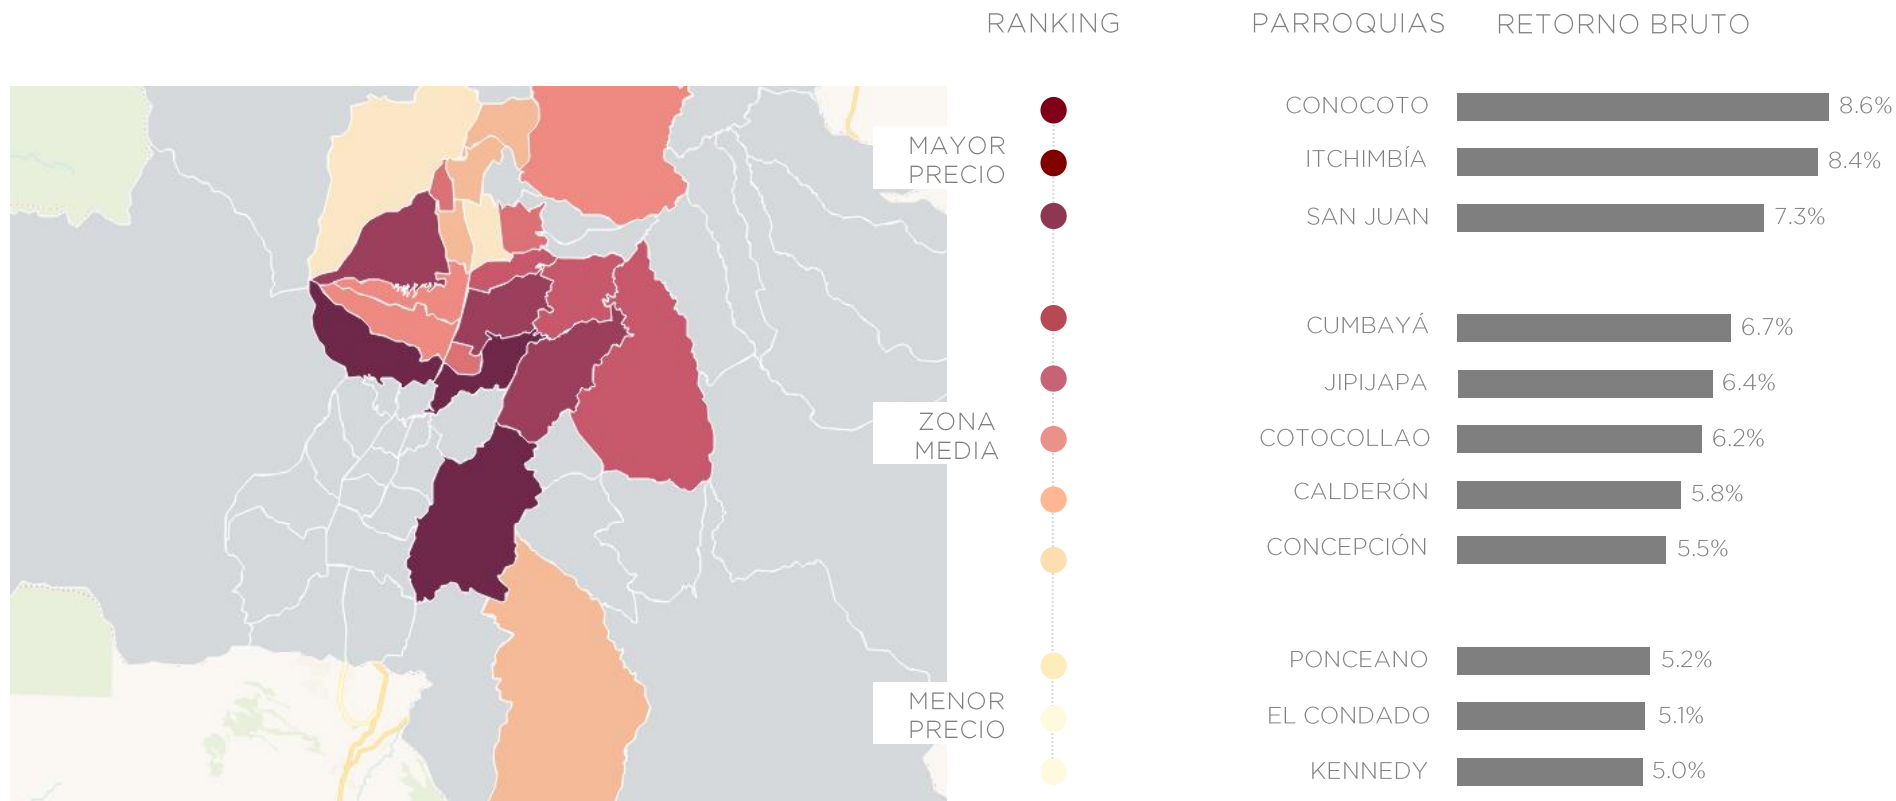 RANKING
PARROQUIAS
RETORNO BRUTO
MAYOR
PRECIO
CONOCOTO
8.6%
ITCHIMBÍA
8.4%
SAN JUAN
7.3%
ZONA
MEDIA
CUMBAYÁ
6.7%
JIPIJAPA
6.4%
COTOCOLLAO
6.2%
CALDERÓN
5.8%
CONCEPCIÓN
5.5%
MENOR
PRECIO
PONCEANO
5.2%
EL CONDADO
5.1%
KENNEDY
5.0%